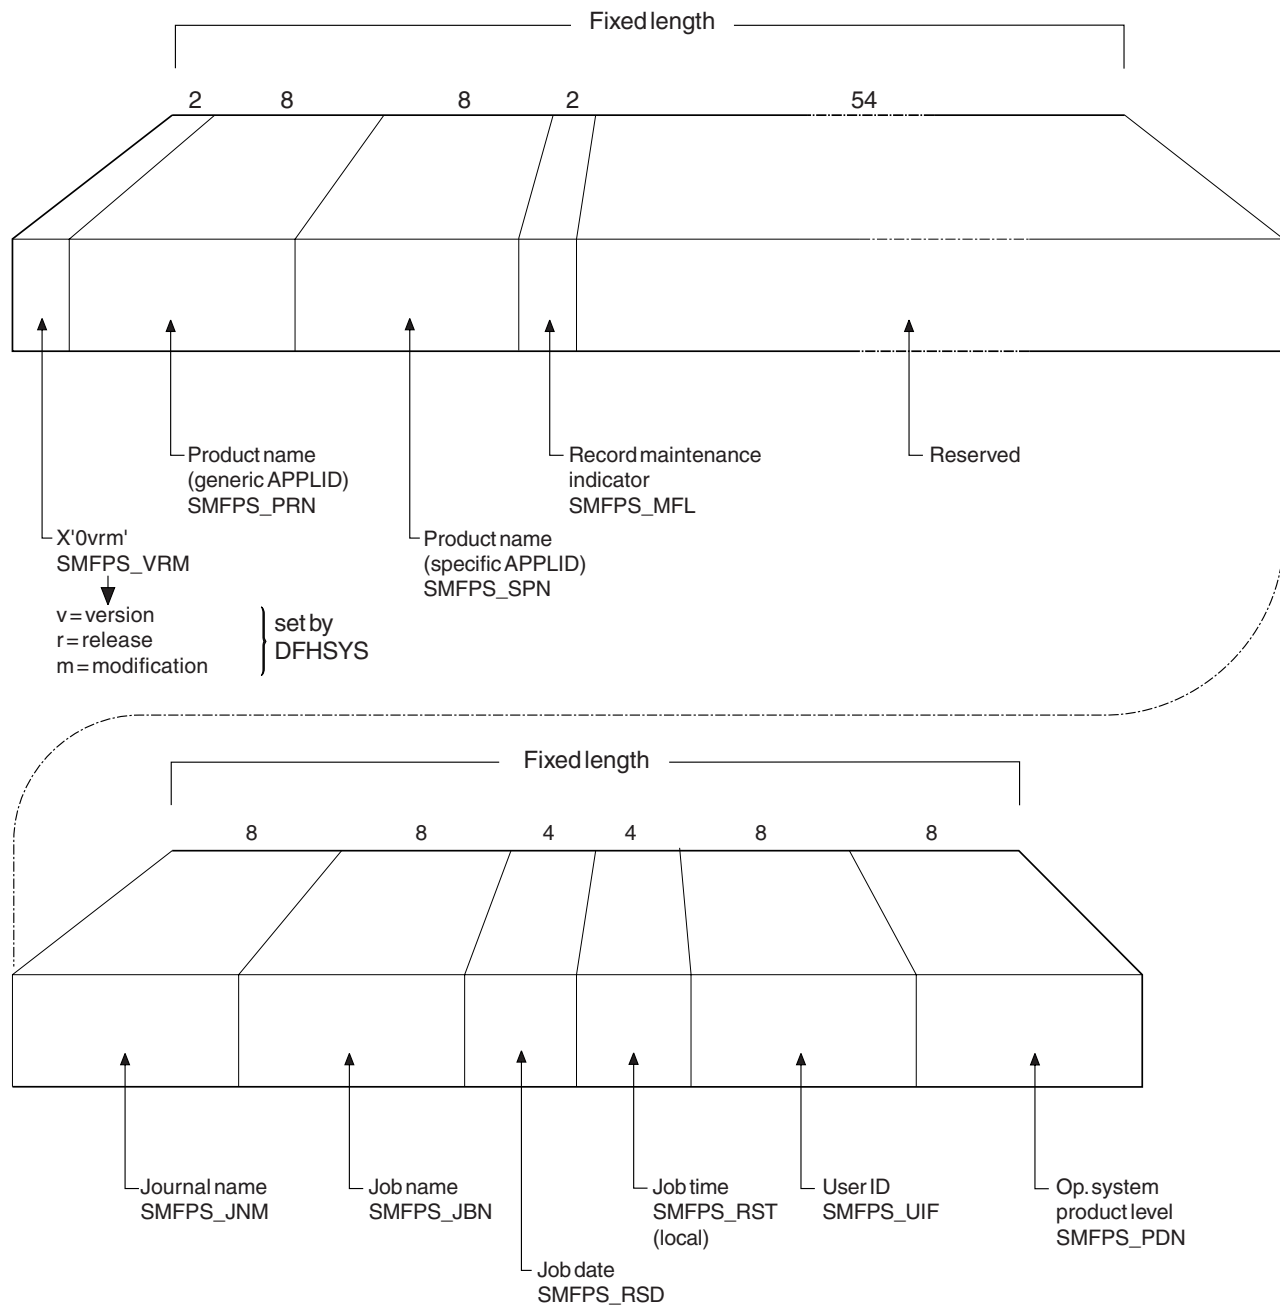 Fixed length
2 8 8 2 54
Product name
(generic APPLID)
SMFPS_PRN
Record maintenance
indicator
SMFPS_MFL
Reserved
X'0vrm'
SMFPS_VRM
Product name
(specific APPLID)
SMFPS_SPN
v=version
r=release
m=modification
set by
DFHSYS
Fixed length
8 8 4 4 8 8
Journal name
SMFPS_JNM
Job name
SMFPS_JBN
Job time
SMFPS_RST
(local)
User ID
SMFPS_UIF
Op. system
product level
SMFPS_PDN
Job date
SMFPS_RSD